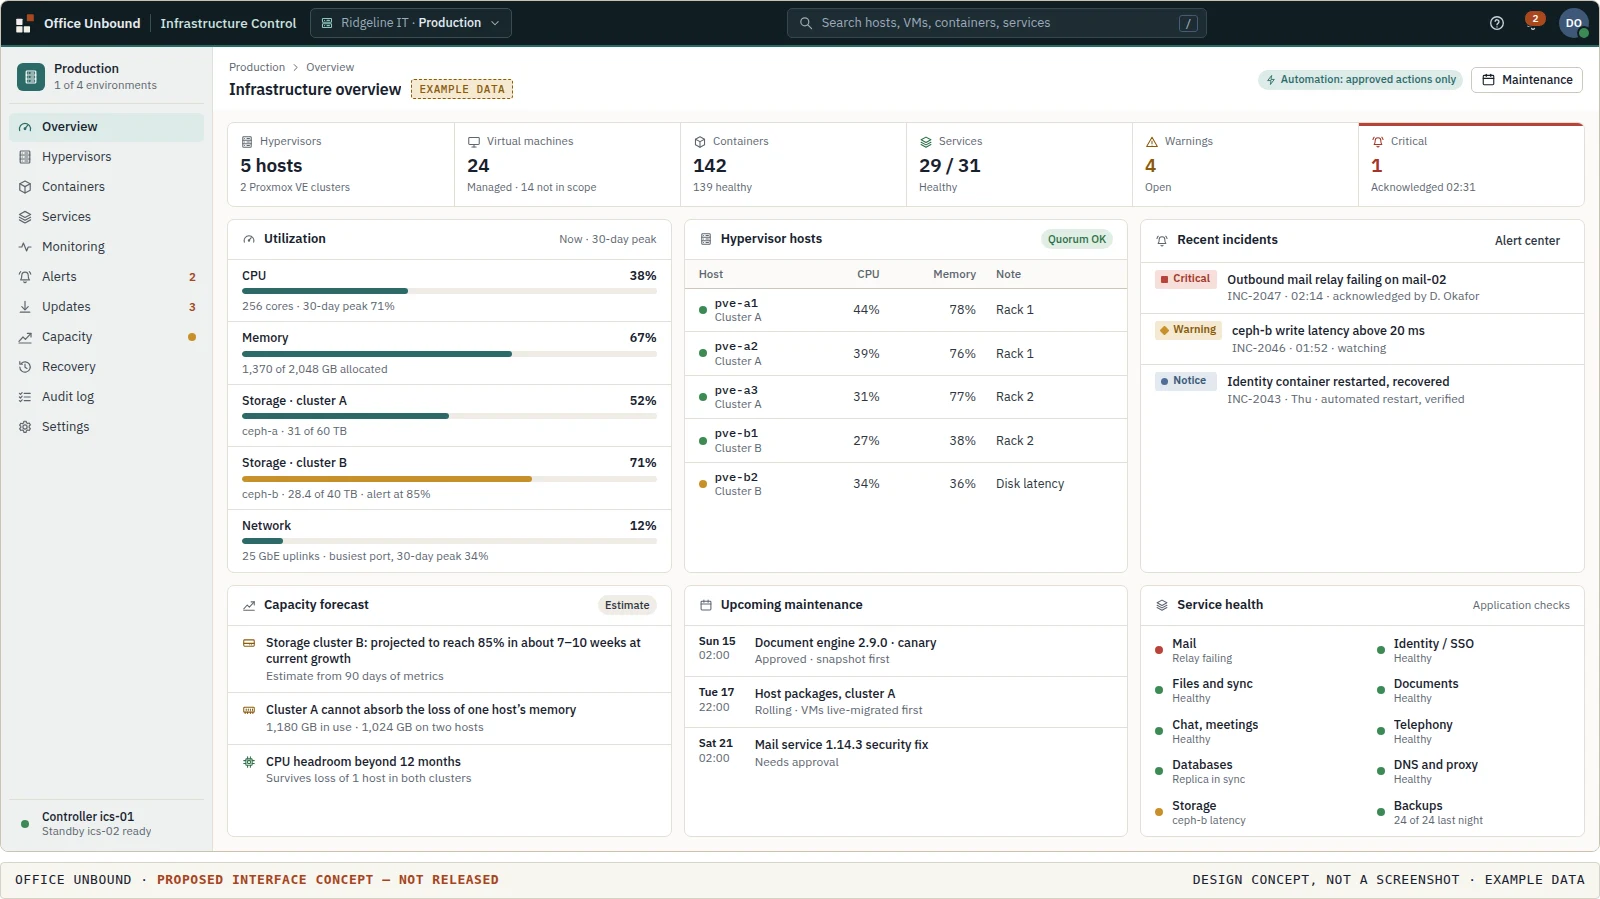 Office Unbound
Infrastructure Control
Ridgeline IT · Production
Search hosts, VMs, containers, services
/
2
DO
Production
1 of 4 environments
Overview
Hypervisors
Containers
Services
Monitoring
Alerts 2
Updates 3
Capacity
Recovery
Audit log
Settings
Controller ics-01
Standby ics-02 ready
Production > Overview
Infrastructure overview
EXAMPLE DATA
Automation: approved actions only
Maintenance
Hypervisors
5 hosts
2 Proxmox VE clusters
Virtual machines
24
Managed · 14 not in scope
Containers
142
139 healthy
Services
29 / 31
Healthy
Warnings
4
Open
Critical
1
Acknowledged 02:31
Utilization
Now · 30-day peak
CPU 38%
256 cores · 30-day peak 71%
Memory 67%
1,370 of 2,048 GB allocated
Storage · cluster A 52%
ceph-a · 31 of 60 TB
Storage · cluster B 71%
ceph-b · 28.4 of 40 TB · alert at 85%
Network 12%
25 GbE uplinks · busiest port, 30-day peak 34%
Hypervisor hosts
Quorum OK
Host CPU Memory Note
pve-a1
Cluster A
44% 78% Rack 1
pve-a2
Cluster A
39% 76% Rack 1
pve-a3
Cluster A
31% 77% Rack 2
pve-b1
Cluster B
27% 38% Rack 2
pve-b2
Cluster B
34% 36% Disk latency
Recent incidents
Alert center
Critical
Outbound mail relay failing on mail-02
INC-2047 · 02:14 · acknowledged by D. Okafor
Warning
ceph-b write latency above 20 ms
INC-2046 · 01:52 · watching
Notice
Identity container restarted, recovered
INC-2043 · Thu · automated restart, verified
Capacity forecast
Estimate
Storage cluster B: projected to reach 85% in about 7–10 weeks at
current growth
Estimate from 90 days of metrics
Cluster A cannot absorb the loss of one host's memory
1,180 GB in use · 1,024 GB on two hosts
CPU headroom beyond 12 months
Survives loss of 1 host in both clusters
Upcoming maintenance
Sun 15
02:00
Document engine 2.9.0 · canary
Approved · snapshot first
Tue 17
22:00
Host packages, cluster A
Rolling · VMs live-migrated first
Sat 21
02:00
Mail service 1.14.3 security fix
Needs approval
Service health
Application checks
Mail
Relay failing
Identity / SSO
Healthy
Files and sync
Healthy
Documents
Healthy
Chat, meetings
Healthy
Telephony
Healthy
Databases
Replica in sync
DNS and proxy
Healthy
Storage
ceph-b latency
Backups
24 of 24 last night
OFFICE UNBOUND · PROPOSED INTERFACE CONCEPT — NOT RELEASED
DESIGN CONCEPT, NOT A SCREENSHOT · EXAMPLE DATA